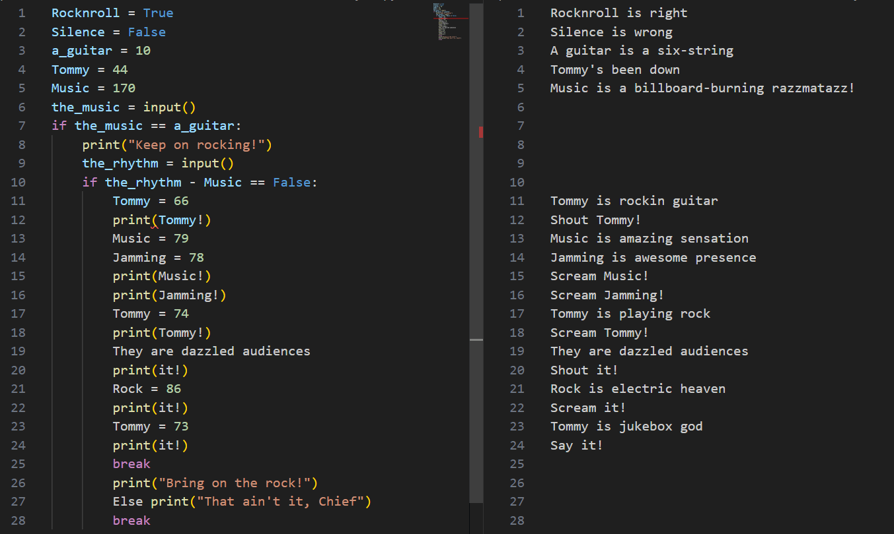 1 Rocknroll = True
2 Silence = False
3 a_guitar = 10
4 Tommy = 44
5 Music = 170
6 the_music = input()
7 if the_music == a_guitar:
8 print("Keep on rocking!")
9 the_rhythm = input()
10 if the_rhythm - Music == False:
11 Tommy = 66
12 print(Tommy!)
13 Music = 79
14 Jamming = 78
15 print(Music!)
16 print(Jamming!)
17 Tommy = 74
18 print(Tommy!)
19 They are dazzled audiences
20 print(it!)
21 Rock = 86
22 print(it!)
23 Tommy = 73
24 print(it!)
25 break
26 print("Bring on the rock!")
27 Else print("That ain't it, Chief")
28 break
1 Rocknroll is right
2 Silence is wrong
3 A guitar is a six-string
4 Tommy's been down
5 Music is a billboard-burning razzmatazz!
6
7
8
9
10
11 Tommy is rockin guitar
12 Shout Tommy!
13 Music is amazing sensation
14 Jamming is awesome presence
15 Scream Music!
16 Scream Jamming!
17 Tommy is playing rock
18 Scream Tommy!
19 They are dazzled audiences
20 Shout it!
21 Rock is electric heaven
22 Scream it!
23 Tommy is jukebox god
24 Say it!
25
26
27
28